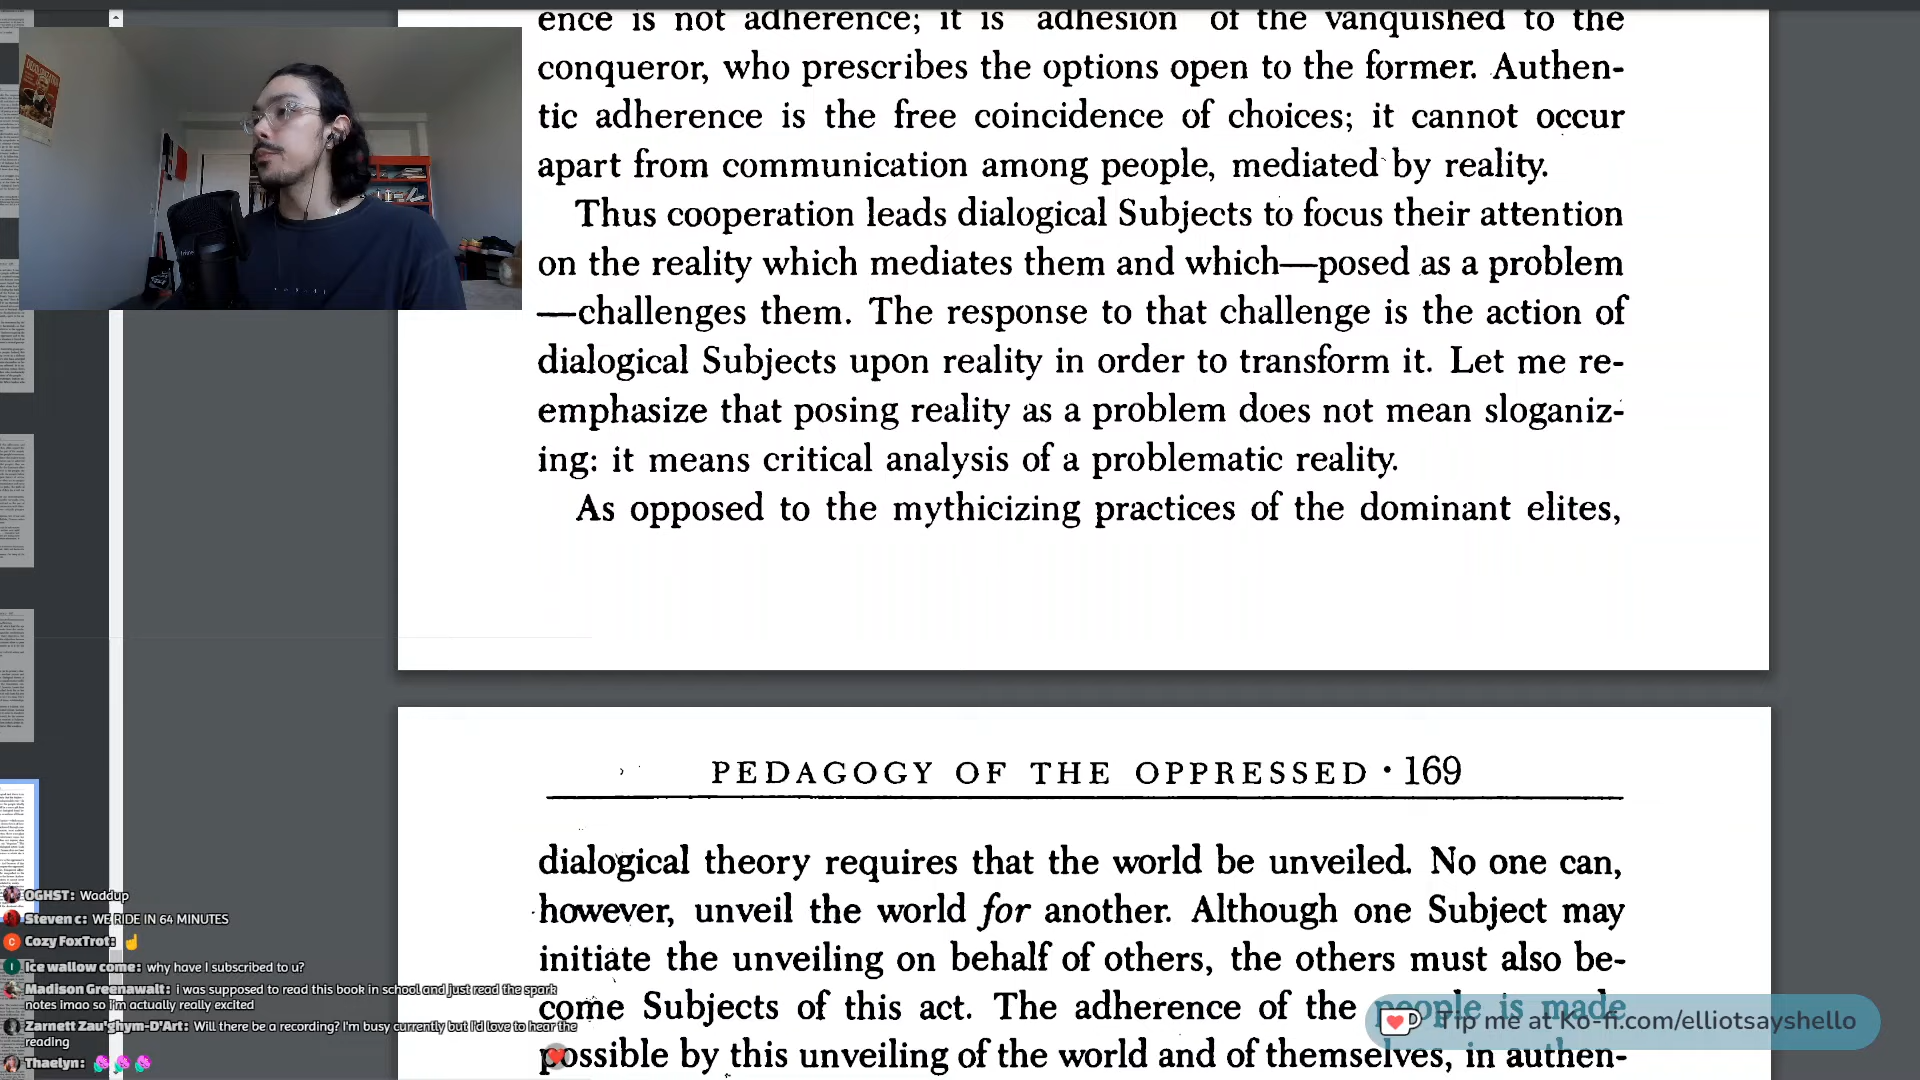 ence is not adherence; it is "adhesion" of the vanquished to the
conqueror, who prescribes the options open to the former. Authen-
tic adherence is the free coincidence of choices; it cannot occur
apart from communication among people, mediated by reality.
Thus cooperation leads dialogical Subjects to focus their attention
on the reality which mediates them and which—posed as a problem
—challenges them. The response to that challenge is the action of
dialogical Subjects upon reality in order to transform it. Let me re-
emphasize that posing reality as a problem does not mean sloganiz-
ing: it means critical analysis of a problematic reality.
As opposed to the mythicizing practices of the dominant elites,
PEDAGOGY OF THE OPPRESSED · 169
dialogical theory requires that the world be unveiled. No one can,
however, unveil the world for another. Although one Subject may
initiate the unveiling on behalf of others, the others must also be-
come Subjects of this act. The adherence of the people is made
possible by this unveiling of the world and of themselves, in authen-
OGHST: Waddup
Steven c: WE RIDE IN 64 MINUTES
C Cozy FoxTrot: ☝
I Ice wallow come: why have I subscribed to u?
Madison Greenawalt: i was supposed to read this book in school and just read the spark
notes lmao so I'm actually really excited
Zarnett Zau'ghym-D'Art: Will there be a recording? I'm busy currently but I'd love to hear the
reading
Thaelyn:
Tip me at Ko-fi.com/elliotsayshello